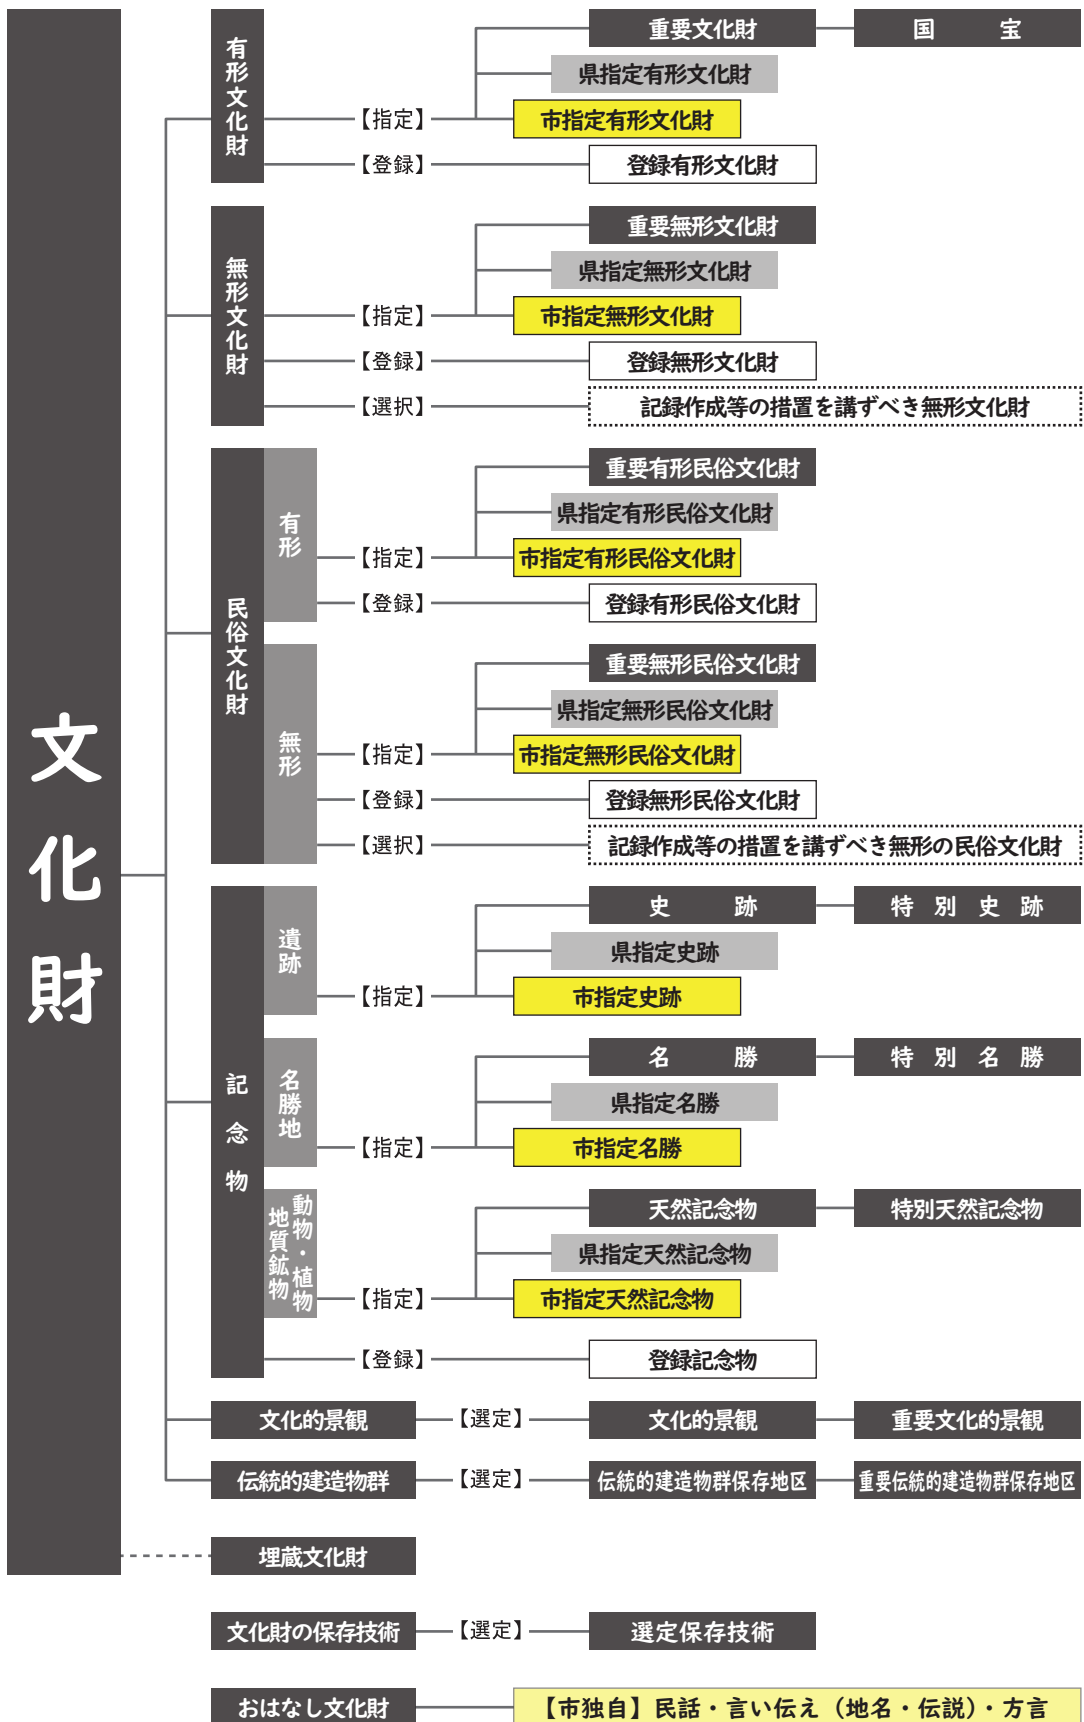 文化財
有形文化財
【指定】
重要文化財
国宝
県指定有形文化財
市指定有形文化財
【登録】
登録有形文化財
無形文化財
【指定】
重要無形文化財
県指定無形文化財
市指定無形文化財
【登録】
登録無形文化財
【選択】
記録作成等の措置を講ずべき無形文化財
民俗文化財
有形
【指定】
重要有形民俗文化財
県指定有形民俗文化財
市指定有形民俗文化財
【登録】
登録有形民俗文化財
無形
【指定】
重要無形民俗文化財
県指定無形民俗文化財
市指定無形民俗文化財
【登録】
登録無形民俗文化財
【選択】
記録作成等の措置を講ずべき無形の民俗文化財
記念物
遺跡
【指定】
史跡
特別史跡
県指定史跡
市指定史跡
名勝地
【指定】
名勝
特別名勝
県指定名勝
市指定名勝
動物・植物
地質鉱物
【指定】
天然記念物
特別天然記念物
県指定天然記念物
市指定天然記念物
【登録】
登録記念物
文化的景観
【選定】
文化的景観
重要文化的景観
伝統的建造物群
【選定】
伝統的建造物群保存地区
重要伝統的建造物群保存地区
埋蔵文化財
文化財の保存技術
【選定】
選定保存技術
おはなし文化財
【市独自】民話・言い伝え（地名・伝説）・方言